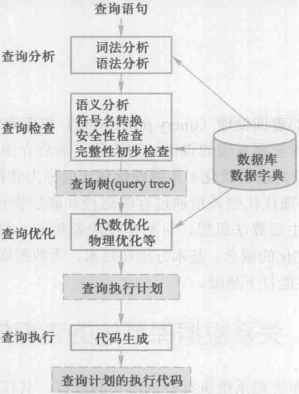 查询语句
查询分析
词法分析
语法分析
查询检查
语义分析
符号名转换
安全性检查
完整性初步检查
数据库
数据字典
查询树(query tree)
查询优化
代数优化
物理优化等
查询执行计划
查询执行
代码生成
查询计划的执行代码